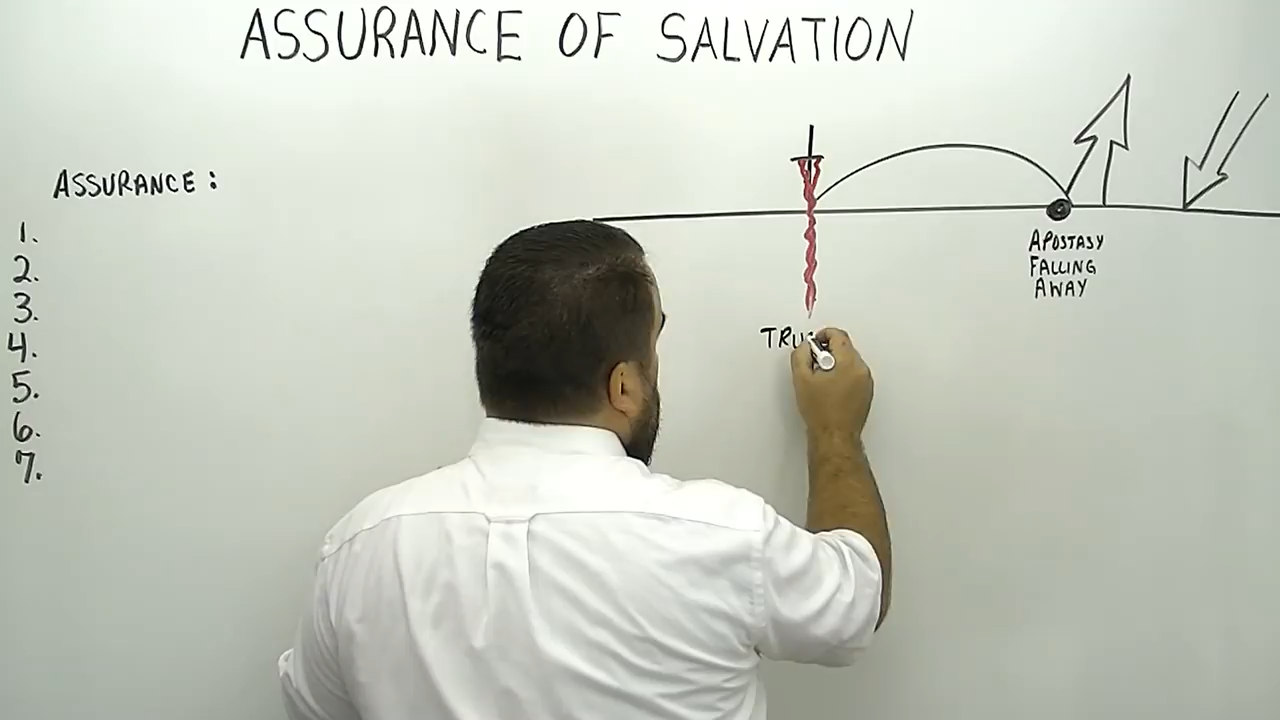 ASSURANCE OF SALVATION
ASSURANCE:
1.
2.
3.
4.
5.
6.
7.
APOSTASY
FALLING
AWAY